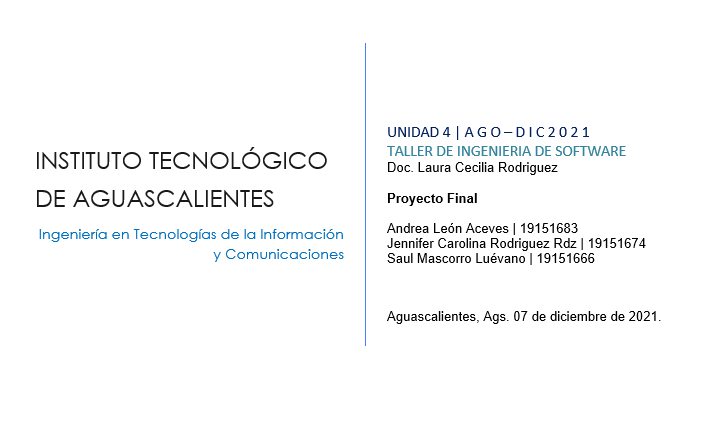 INSTITUTO TECNOLÓGICO
DE AGUASCALIENTES
Ingeniería en Tecnologías de la Información
y Comunicaciones
UNIDAD 4 | A G O – D I C 2 0 2 1
TALLER DE INGENIERIA DE SOFTWARE
Doc. Laura Cecilia Rodriguez
Proyecto Final
Andrea León Aceves | 19151683
Jennifer Carolina Rodriguez Rdz | 19151674
Saul Mascorro Luévano | 19151666
Aguascalientes, Ags. 07 de diciembre de 2021.